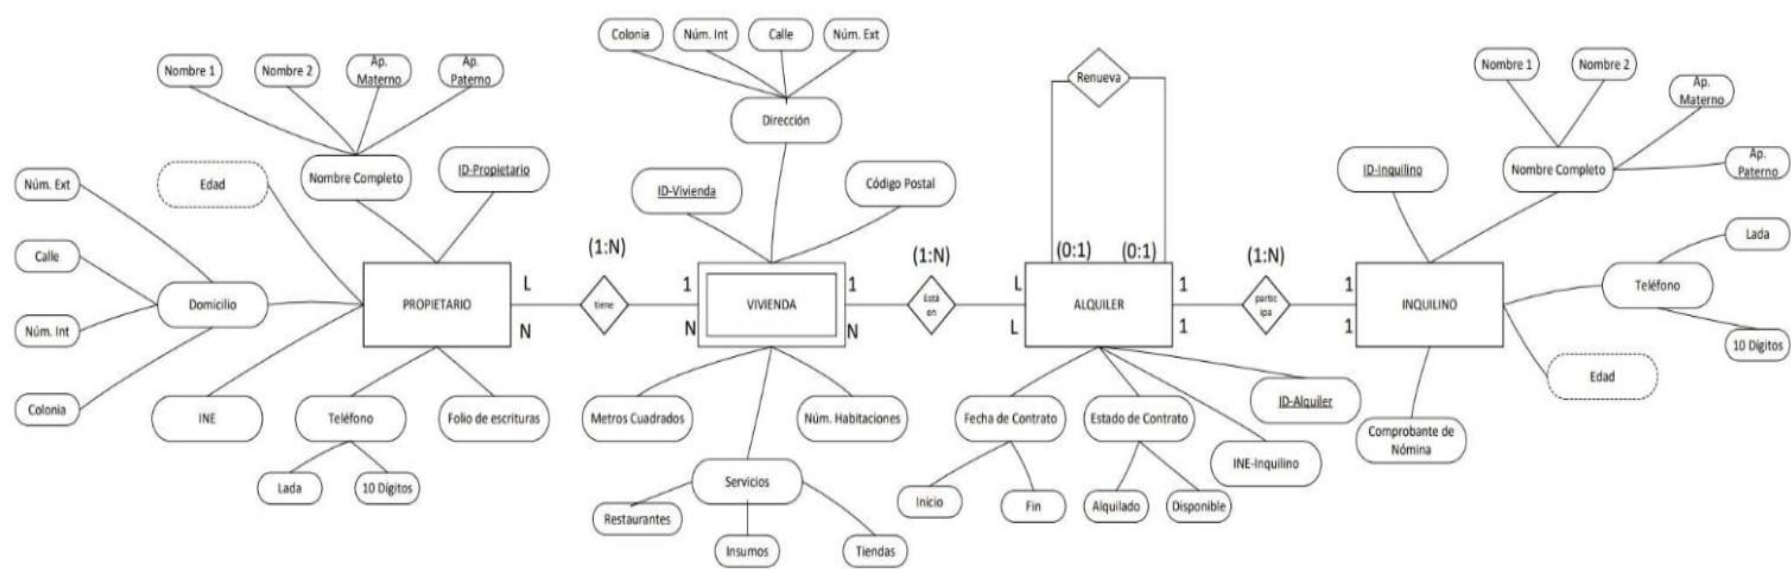 Colonia
Núm. Int
Calle
Núm. Ext
Nombre 1
Nombre 2
Ap.
Materno
Ap.
Paterno
Renueva
Nombre 1
Nombre 2
Ap.
Materno
Dirección
Núm. Ext
Edad
Nombre Completo
ID-Propietario
ID-Vivienda
Código Postal
ID-Inquilino
Nombre Completo
Ap.
Paterno
Calle
(1:N)
(1:N)
(0:1)
(0:1)
(1:N)
Lada
Domicilio
PROPIETARIO
L
N
tiene
1
N
VIVIENDA
1
N
Está
en
L
L
ALQUILER
1
1
partic
ipa
1
1
INQUILINO
Teléfono
Núm. Int
10 Dígitos
Colonia
INE
Teléfono
Folio de escrituras
Metros Cuadrados
Núm. Habitaciones
Fecha de Contrato
Estado de Contrato
ID-Alquiler
Edad
Comprobante de
Nómina
INE-Inquilino
Lada
10 Dígitos
Servicios
Inicio
Fin
Alquilado
Disponible
Restaurantes
Insumos
Tiendas